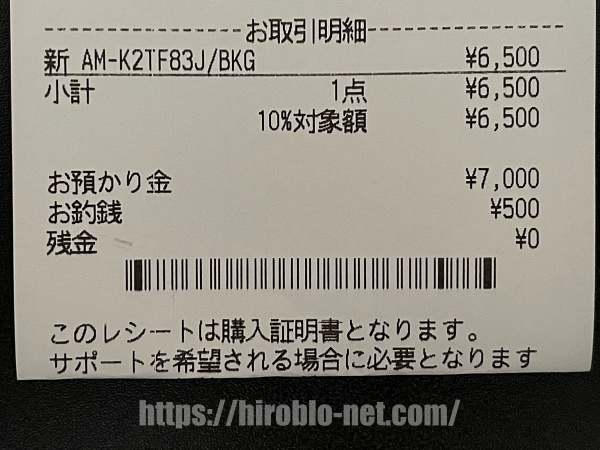 お取引明細
新 AM-K2TF83J/BKG ¥6,500
小計 1点 ¥6,500
10%対象額 ¥6,500
お預かり金 ¥7,000
お釣銭 ¥500
残金 ¥0
このレシートは購入証明書となります。
サポートを希望される場合に必要となります
https://hiroblo-net.com/